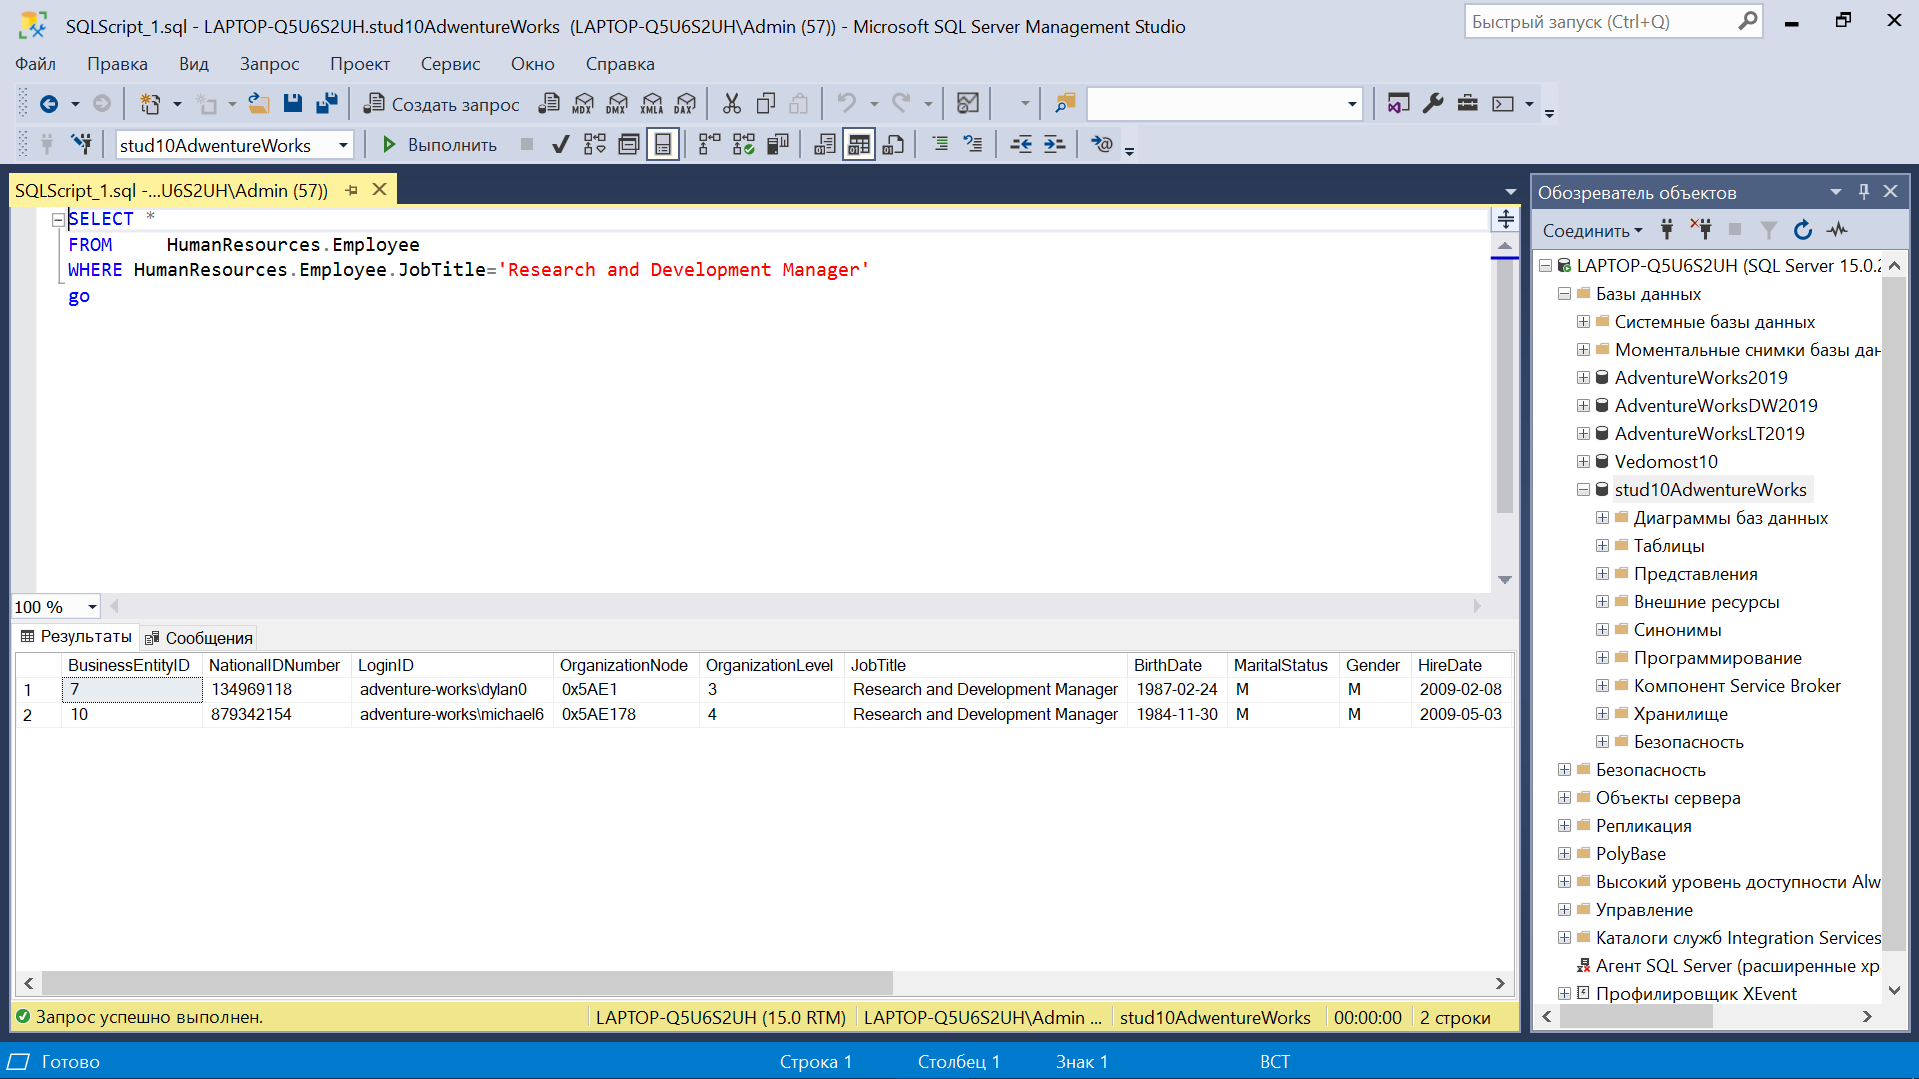 SQLScript_1.sql - LAPTOP-Q5U6S2UH.stud10AdwentureWorks (LAPTOP-Q5U6S2UH\Admin (57)) - Microsoft SQL Server Management Studio
Быстрый запуск (Ctrl+Q)
Файл Правка Вид Запрос Проект Сервис Окно Справка
Создать запрос MDX DMX XMLA DAX
stud10AdwentureWorks Выполнить
SQLScript_1.sql -...U6S2UH\Admin (57))
SELECT *
FROM HumanResources.Employee
WHERE HumanResources.Employee.JobTitle='Research and Development Manager'
go
100 %
Результаты Сообщения
BusinessEntityID NationalIDNumber LoginID OrganizationNode OrganizationLevel JobTitle BirthDate MaritalStatus Gender HireDate
1 7 134969118 adventure-works\dylan0 0x5AE1 3 Research and Development Manager 1987-02-24 M M 2009-02-08
2 10 879342154 adventure-works\michael6 0x5AE178 4 Research and Development Manager 1984-11-30 M M 2009-05-03
Запрос успешно выполнен. LAPTOP-Q5U6S2UH (15.0 RTM) LAPTOP-Q5U6S2UH\Admin ... stud10AdwentureWorks 00:00:00 2 строки
Обозреватель объектов
Соединить
LAPTOP-Q5U6S2UH (SQL Server 15.0.2
Базы данных
Системные базы данных
Моментальные снимки базы дан
AdventureWorks2019
AdventureWorksDW2019
AdventureWorksLT2019
Vedomost10
stud10AdwentureWorks
Диаграммы баз данных
Таблицы
Представления
Внешние ресурсы
Синонимы
Программирование
Компонент Service Broker
Хранилище
Безопасность
Безопасность
Объекты сервера
Репликация
PolyBase
Высокий уровень доступности Alw
Управление
Каталоги служб Integration Services
Агент SQL Server (расширенные хр
Профилировщик XEvent
Готово Строка 1 Столбец 1 Знак 1 ВСТ